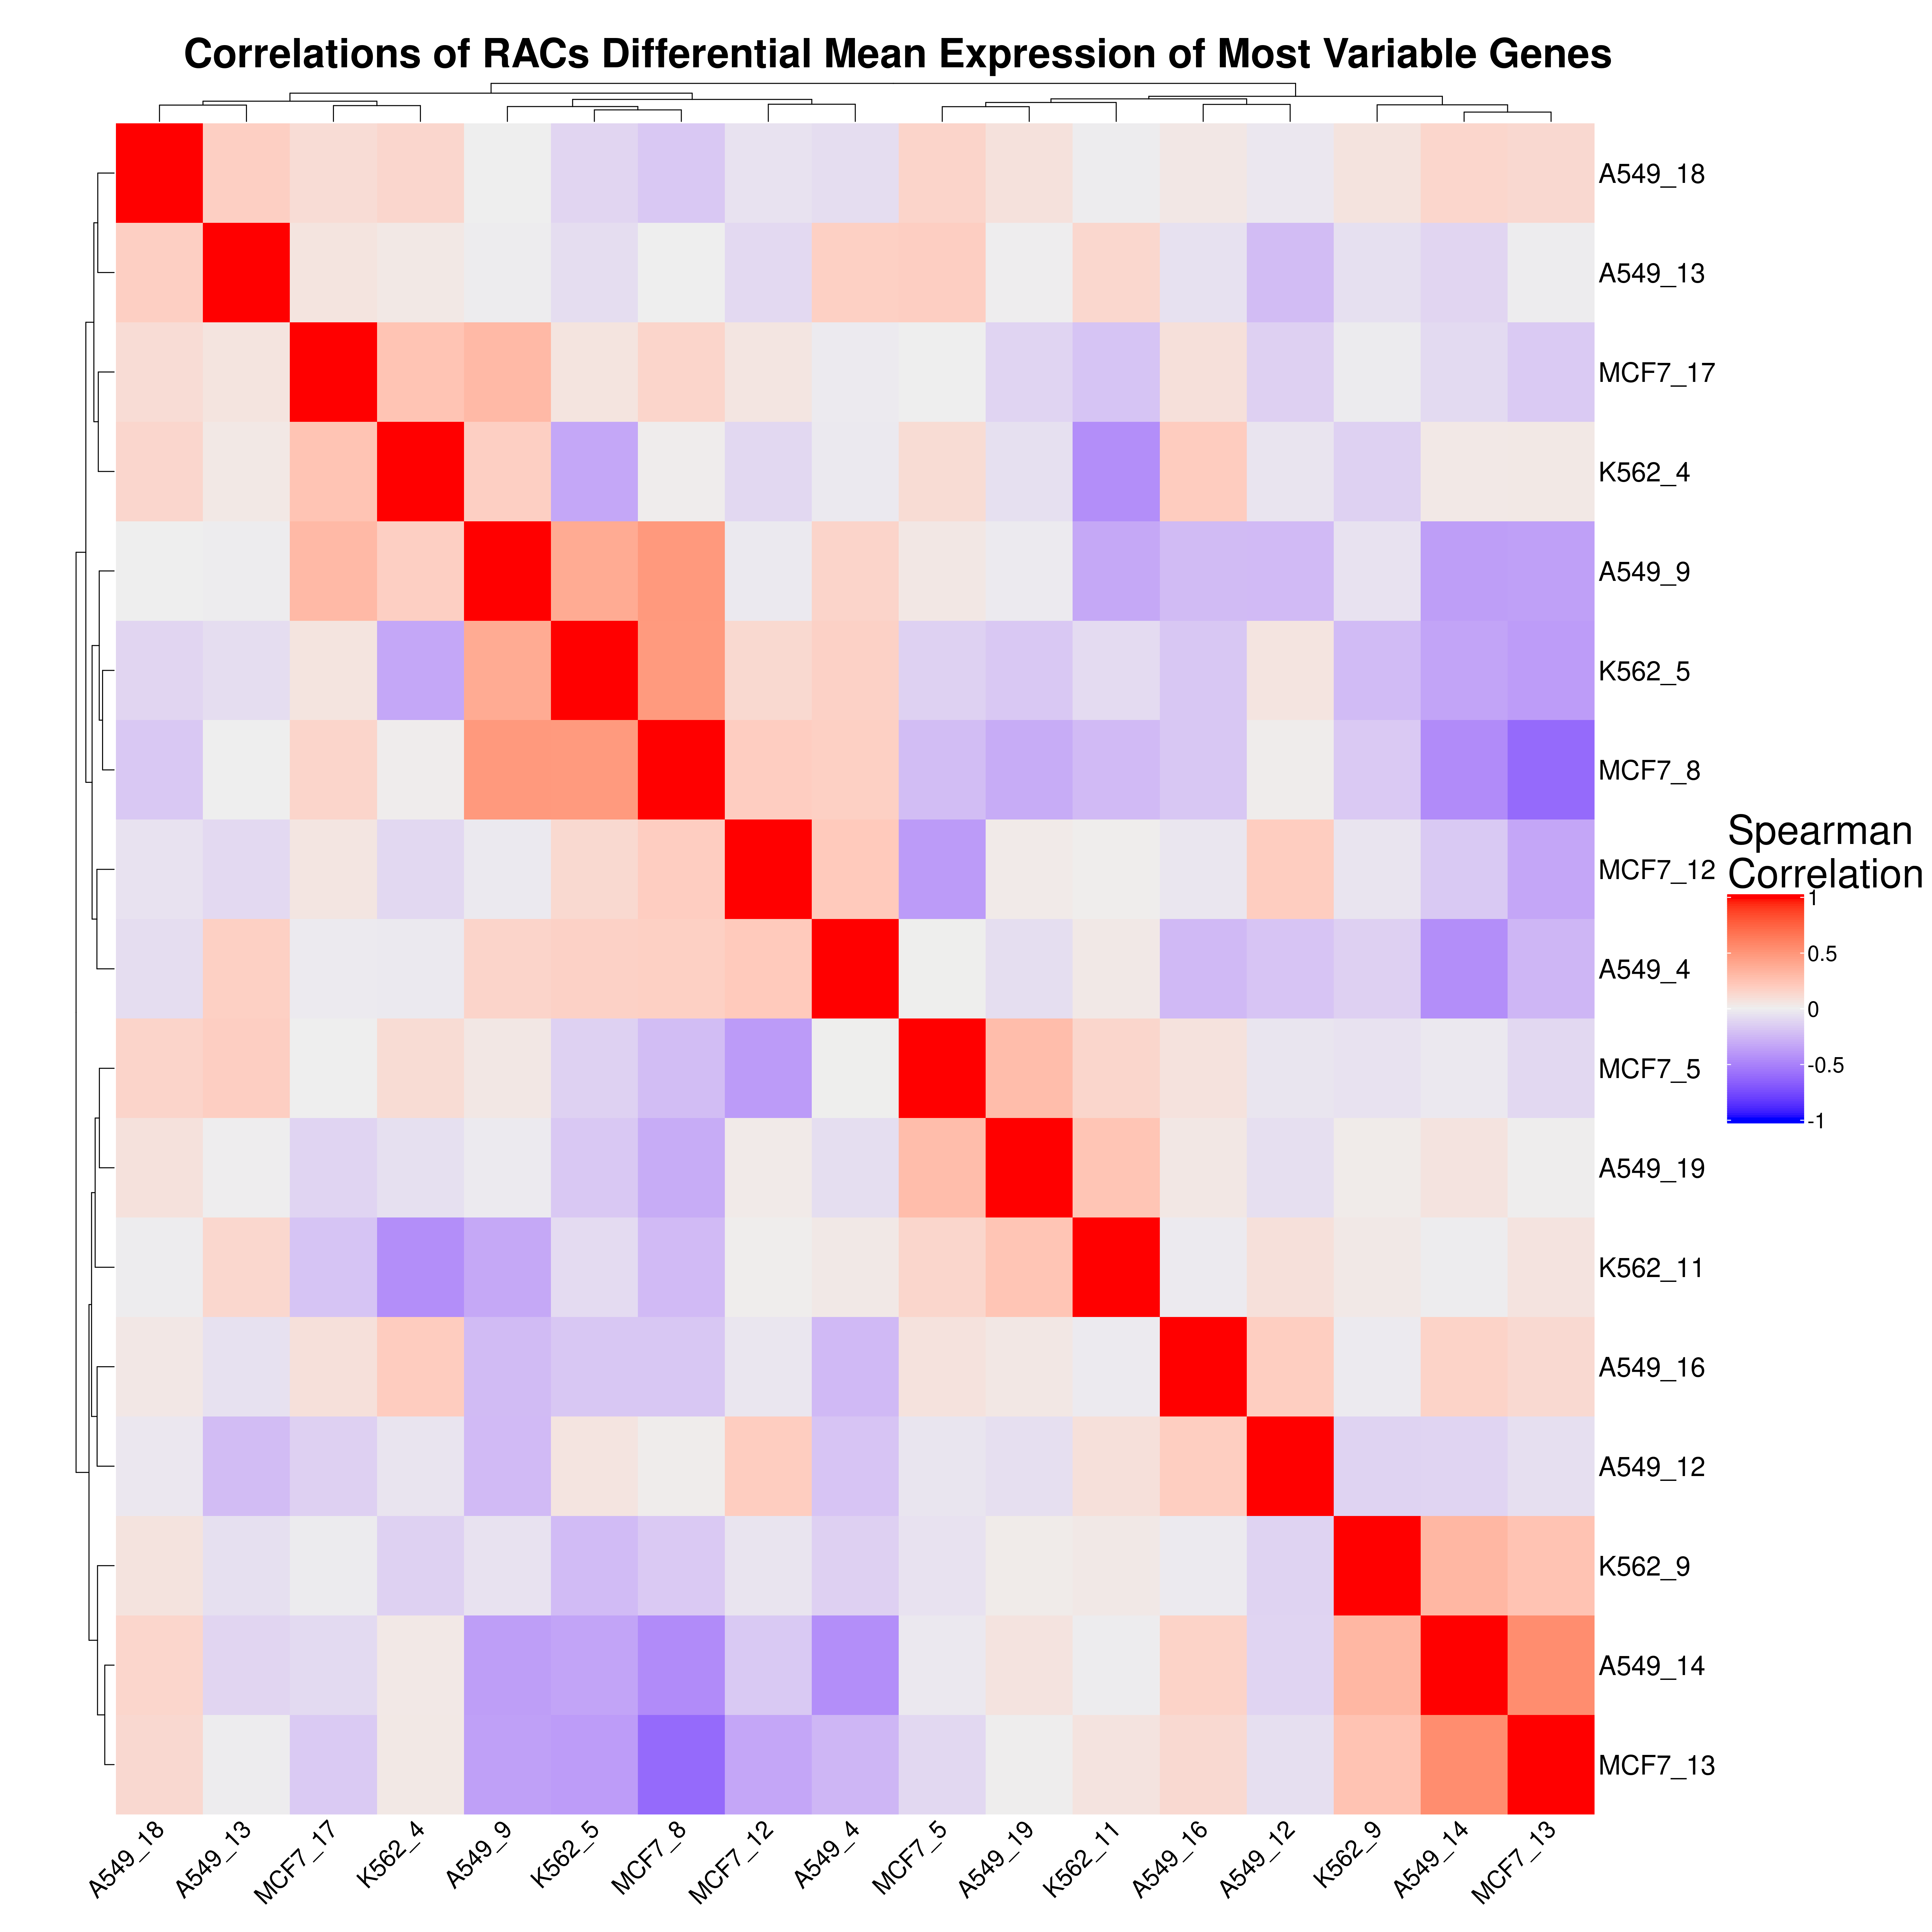 Correlations of RACs Differential Mean Expression of Most Variable Genes
A549_18
A549_13
MCF7_17
K562_4
A549_9
K562_5
MCF7_8
MCF7_12
A549_4
MCF7_5
A549_19
K562_11
A549_16
A549_12
K562_9
A549_14
MCF7_13
Spearman
Correlation
1
0.5
0
-0.5
-1
A549_18
A549_13
MCF7_17
K562_4
A549_9
K562_5
MCF7_8
MCF7_12
A549_4
MCF7_5
A549_19
K562_11
A549_16
A549_12
K562_9
A549_14
MCF7_13